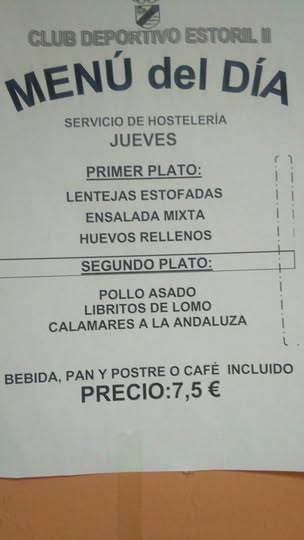 CLUB DEPORTIVO ESTORIL II
MENÚ del DÍA
SERVICIO DE HOSTELERÍA
JUEVES
PRIMER PLATO:
LENTEJAS ESTOFADAS
ENSALADA MIXTA
HUEVOS RELLENOS
SEGUNDO PLATO:
POLLO ASADO
LIBRITOS DE LOMO
CALAMARES A LA ANDALUZA
BEBIDA, PAN Y POSTRE O CAFÉ INCLUIDO
PRECIO:7,5 €